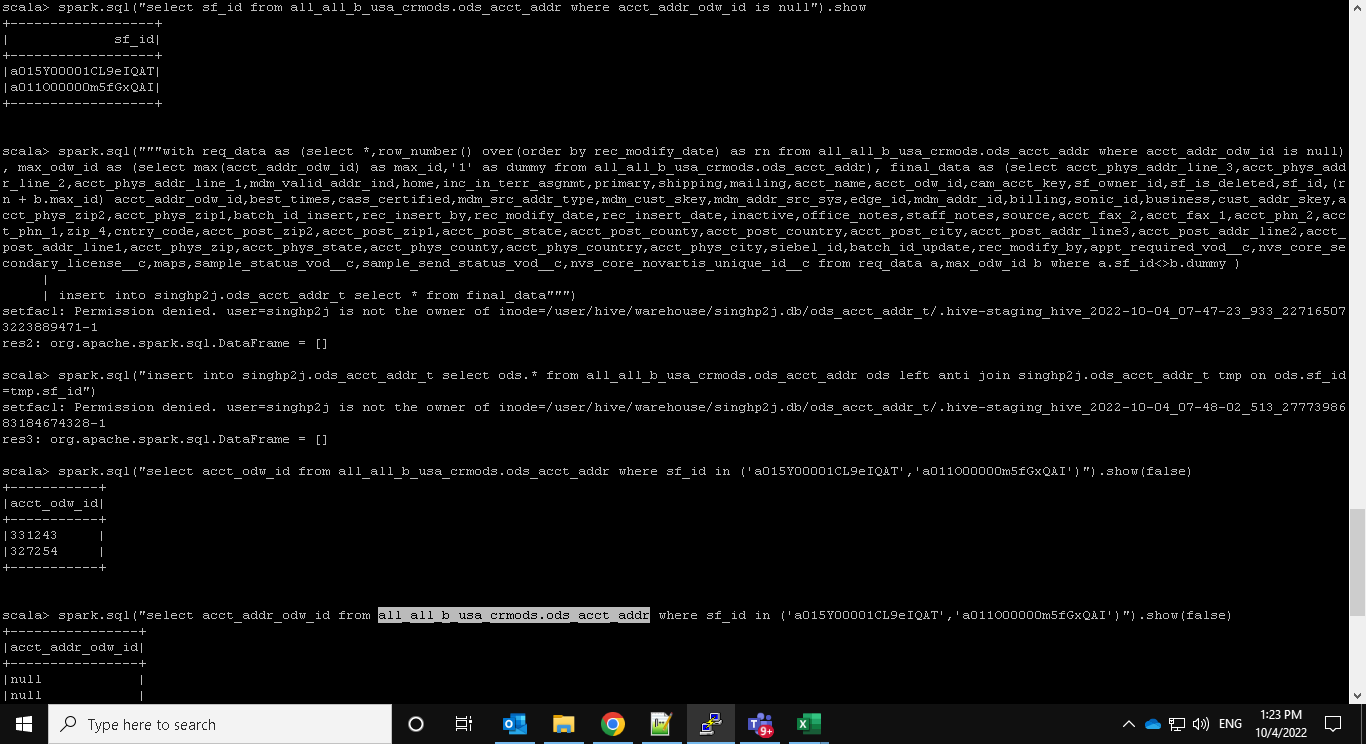 scala> spark.sql("select sf_id from all_all_b_usa_crmods.ods_acct_addr where acct_addr_odw_id is null").show
+------------------+
|             sf_id|
+------------------+
|a015Y00001CL9eIQAT|
|a011O00000m5fGxQAI|
+------------------+
scala> spark.sql("""with req_data as (select *,row_number() over(order by rec_modify_date) as rn from all_all_b_usa_crmods.ods_acct_addr where acct_addr_odw_id is null)
, max_odw_id as (select max(acct_addr_odw_id) as max_id,'1' as dummy from all_all_b_usa_crmods.ods_acct_addr), final_data as (select acct_phys_addr_line_3,acct_phys_add
r_line_2,acct_phys_addr_line_1,mdm_valid_addr_ind,home,inc_in_terr_asgnmt,primary,shipping,mailing,acct_name,acct_odw_id,cam_acct_key,sf_owner_id,sf_is_deleted,sf_id,(r
n + b.max_id) acct_addr_odw_id,best_times,cass_certified,mdm_src_addr_type,mdm_cust_skey,mdm_addr_src_sys,edge_id,mdm_addr_id,billing,sonic_id,business,cust_addr_skey,a
cct_phys_zip2,acct_phys_zip1,batch_id_insert,rec_insert_by,rec_modify_date,rec_insert_date,inactive,office_notes,staff_notes,source,acct_fax_2,acct_fax_1,acct_phn_2,acc
t_phn_1,zip_4,cntry_code,acct_post_zip2,acct_post_zip1,acct_post_state,acct_post_county,acct_post_country,acct_post_city,acct_post_addr_line3,acct_post_addr_line2,acct_
post_addr_line1,acct_phys_zip,acct_phys_state,acct_phys_county,acct_phys_country,acct_phys_city,siebel_id,batch_id_update,rec_modify_by,appt_required_vod__c,nvs_core_se
condary_license__c,maps,sample_status_vod__c,sample_send_status_vod__c,nvs_core_novartis_unique_id__c from req_data a,max_odw_id b where a.sf_id<>b.dummy )
|
| insert into singhp2j.ods_acct_addr_t select * from final_data""")
setfacl: Permission denied. user=singhp2j is not the owner of inode=/user/hive/warehouse/singhp2j.db/ods_acct_addr_t/.hive-staging_hive_2022-10-04_07-47-23_933_22716507
3223889471-1
res2: org.apache.spark.sql.DataFrame = []
scala> spark.sql("insert into singhp2j.ods_acct_addr_t select ods.* from all_all_b_usa_crmods.ods_acct_addr ods left anti join singhp2j.ods_acct_addr_t tmp on ods.sf_id
=tmp.sf_id")
setfacl: Permission denied. user=singhp2j is not the owner of inode=/user/hive/warehouse/singhp2j.db/ods_acct_addr_t/.hive-staging_hive_2022-10-04_07-48-02_513_27773986
83184674328-1
res3: org.apache.spark.sql.DataFrame = []
scala> spark.sql("select acct_odw_id from all_all_b_usa_crmods.ods_acct_addr where sf_id in ('a015Y00001CL9eIQAT','a011O00000m5fGxQAI')").show(false)
+-----------+
|acct_odw_id|
+-----------+
|331243     |
|327254     |
+-----------+
scala> spark.sql("select acct_addr_odw_id from all_all_b_usa_crmods.ods_acct_addr where sf_id in ('a015Y00001CL9eIQAT','a011O00000m5fGxQAI')").show(false)
+----------------+
|acct_addr_odw_id|
+----------------+
|null            |
|null            |
Type here to search
9+
ENG
1:23 PM
10/4/2022